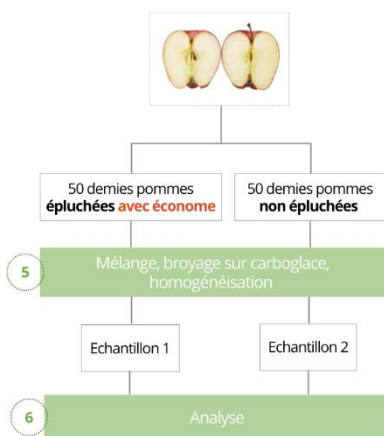 50 demies pommes
épluchées avec économe
50 demies pommes
non épluchées
5
Mélange, broyage sur carboglace,
homogénéisation
Echantillon 1
Echantillon 2
6
Analyse